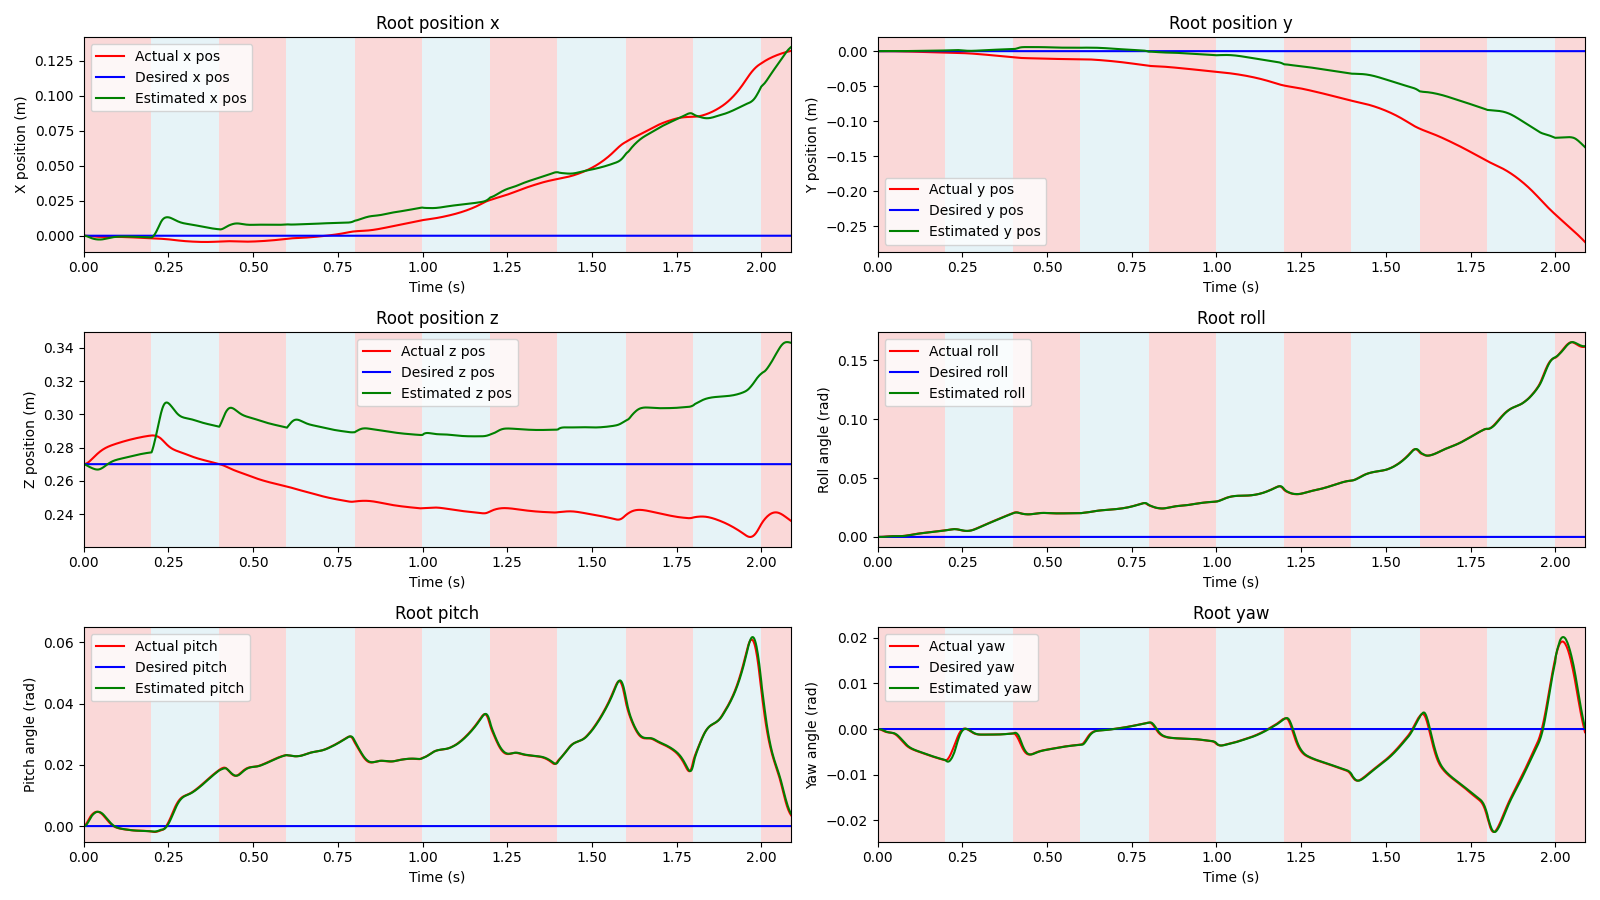 Root position x
Actual x pos
Desired x pos
Estimated x pos
X position (m)
0.125
0.100
0.075
0.050
0.025
0.000
0.00 0.25 0.50 0.75 1.00 1.25 1.50 1.75 2.00
Time (s)
Root position y
Actual y pos
Desired y pos
Estimated y pos
Y position (m)
0.00
−0.05
−0.10
−0.15
−0.20
−0.25
0.00 0.25 0.50 0.75 1.00 1.25 1.50 1.75 2.00
Time (s)
Root position z
Actual z pos
Desired z pos
Estimated z pos
Z position (m)
0.34
0.32
0.30
0.28
0.26
0.24
0.00 0.25 0.50 0.75 1.00 1.25 1.50 1.75 2.00
Time (s)
Root roll
Actual roll
Desired roll
Estimated roll
Roll angle (rad)
0.15
0.10
0.05
0.00
0.00 0.25 0.50 0.75 1.00 1.25 1.50 1.75 2.00
Time (s)
Root pitch
Actual pitch
Desired pitch
Estimated pitch
Pitch angle (rad)
0.06
0.04
0.02
0.00
0.00 0.25 0.50 0.75 1.00 1.25 1.50 1.75 2.00
Time (s)
Root yaw
Actual yaw
Desired yaw
Estimated yaw
Yaw angle (rad)
0.02
0.01
0.00
−0.01
−0.02
0.00 0.25 0.50 0.75 1.00 1.25 1.50 1.75 2.00
Time (s)